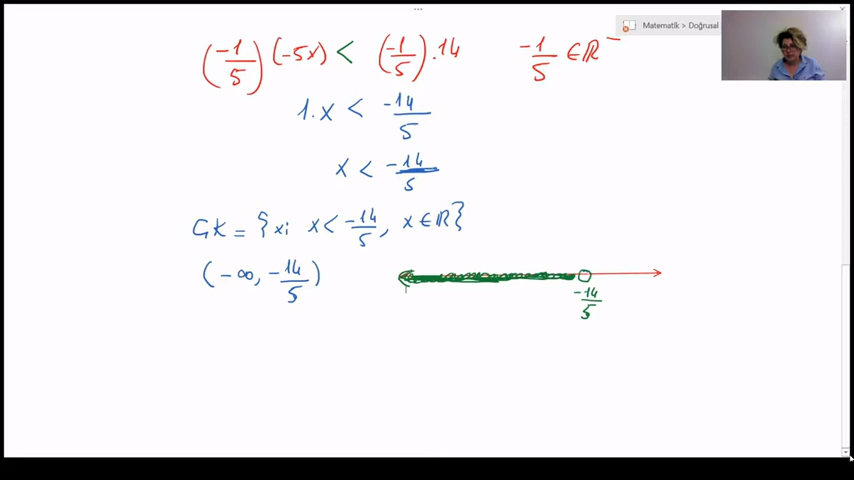 Matematik > Doğrusal
(-1/5)(-5x) < (-1/5).14 -1/5 ∈ ℝ⁻
1.x < -14/5
x < -14/5
GK = {x: x < -14/5, x ∈ ℝ}
(-∞, -14/5)
-14/5